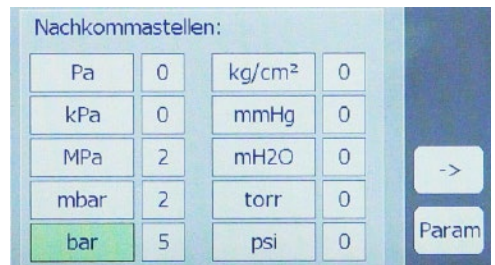 Nachkommastellen:
Pa 0 kg/cm² 0
kPa 0 mmHg 0
MPa 2 mH2O 0
mbar 2 torr 0
bar 5 psi 0
->
Param